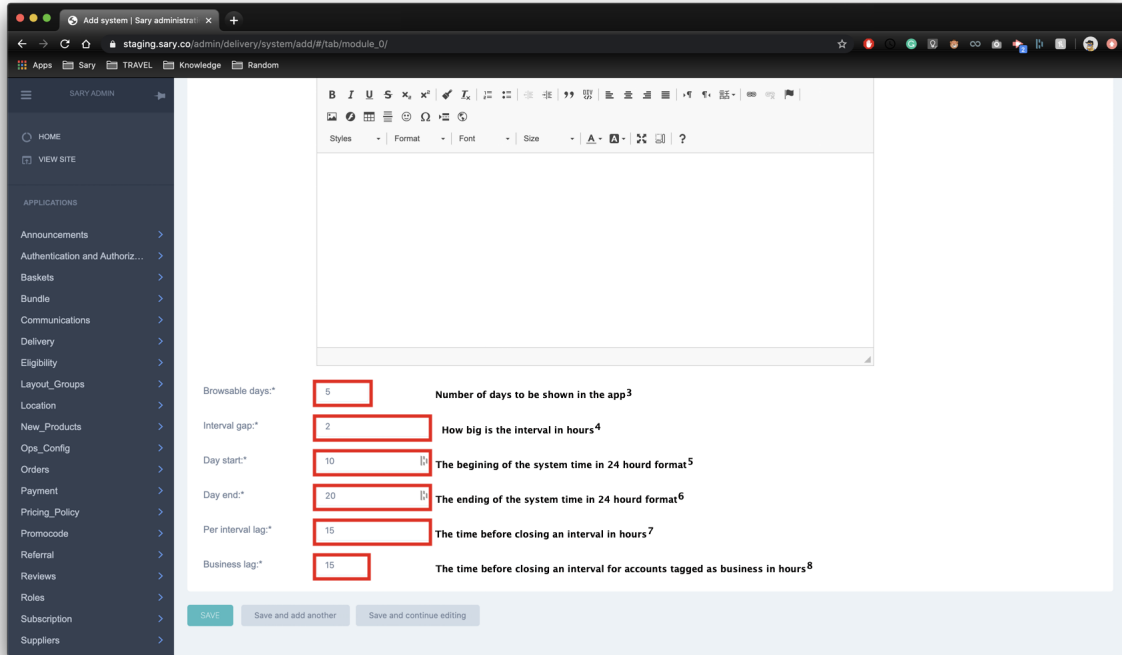 Add system | Sary administrati
staging.sary.co/admin/delivery/system/add/#/tab/module_0/
Apps Sary TRAVEL Knowledge Random
SARY ADMIN
HOME
VIEW SITE
APPLICATIONS
Announcements
Authentication and Authoriz...
Baskets
Bundle
Communications
Delivery
Eligibility
Layout_Groups
Location
New_Products
Ops_Config
Orders
Payment
Pricing_Policy
Promocode
Referral
Reviews
Roles
Subscription
Suppliers
Styles Format Font Size
Browsable days:* 5 Number of days to be shown in the app3
Interval gap:* 2 How big is the interval in hours4
Day start:* 10 The begining of the system time in 24 hourd format5
Day end:* 20 The ending of the system time in 24 hourd format6
Per interval lag:* 15 The time before closing an interval in hours7
Business lag:* 15 The time before closing an interval for accounts tagged as business in hours8
SAVE Save and add another Save and continue editing